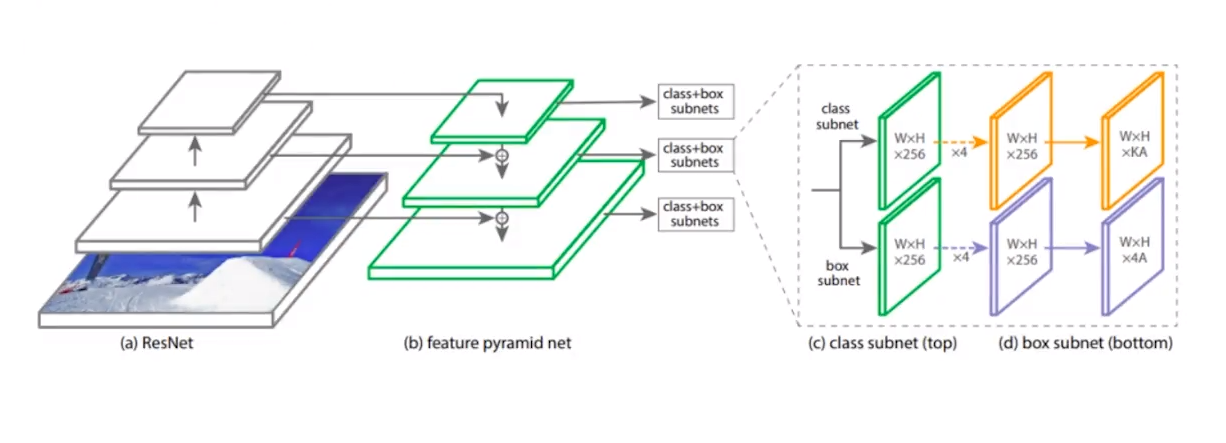 class+box
subnets
class+box
subnets
class+box
subnets
class
subnet
W×H
×256
×4
W×H
×256
W×H
×KA
box
subnet
W×H
×256
×4
W×H
×256
W×H
×4A
(a) ResNet
(b) feature pyramid net
(c) class subnet (top)
(d) box subnet (bottom)